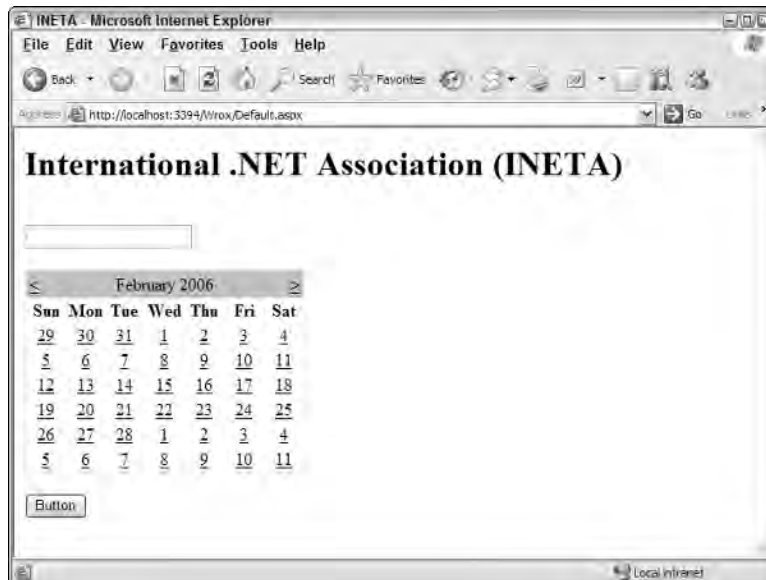 INETA - Microsoft Internet Explorer
File Edit View Favorites Tools Help
Back Search Favorites
Address http://localhost:3394/Wrox/Default.aspx Go Links
International .NET Association (INETA)
< February 2006 >
Sun Mon Tue Wed Thu Fri Sat
29 30 31 1 2 3 4
5 6 7 8 9 10 11
12 13 14 15 16 17 18
19 20 21 22 23 24 25
26 27 28 1 2 3 4
5 6 7 8 9 10 11
Button
Local intranet